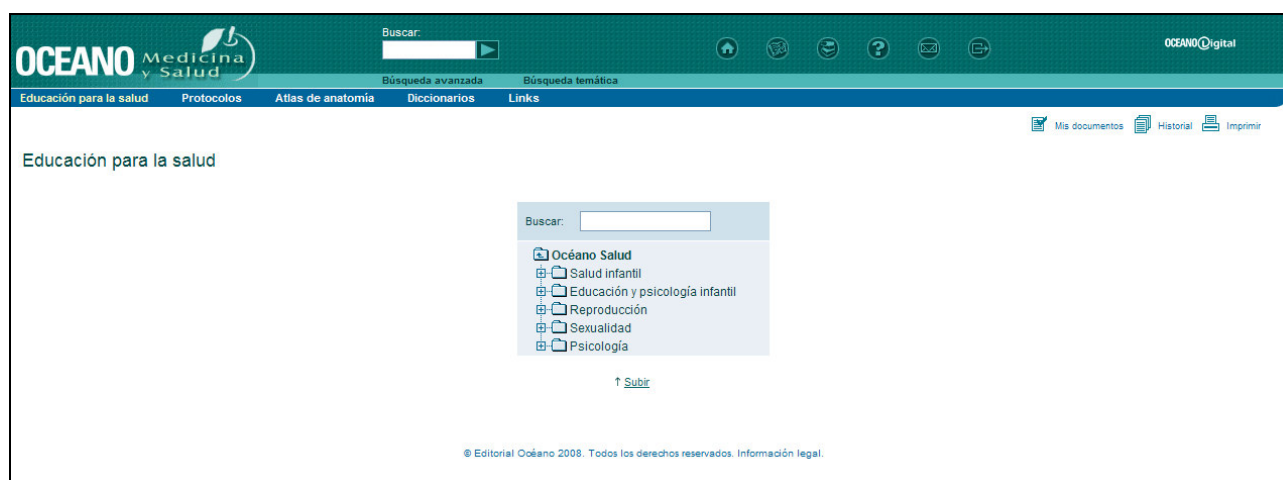 OCEANO Medicina y Salud
Buscar:
OCEANO Digital
Búsqueda avanzada Búsqueda temática
Educación para la salud Protocolos Atlas de anatomía Diccionarios Links
Mis documentos Historial Imprimir
Educación para la salud
Buscar:
Océano Salud
Salud infantil
Educación y psicología infantil
Reproducción
Sexualidad
Psicología
↑ Subir
© Editorial Océano 2008. Todos los derechos reservados. Información legal.